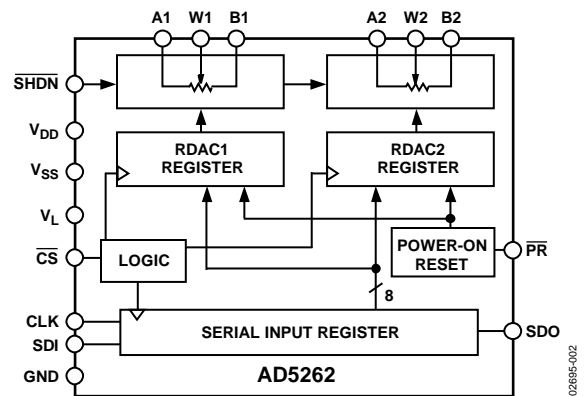 A1 W1 B1 A2 W2 B2
SHDN
VDD
VSS
VL
CS
CLK
SDI
GND
RDAC1
REGISTER
RDAC2
REGISTER
LOGIC
POWER-ON
RESET
PR
8
SERIAL INPUT REGISTER
SDO
AD5262
02695-002